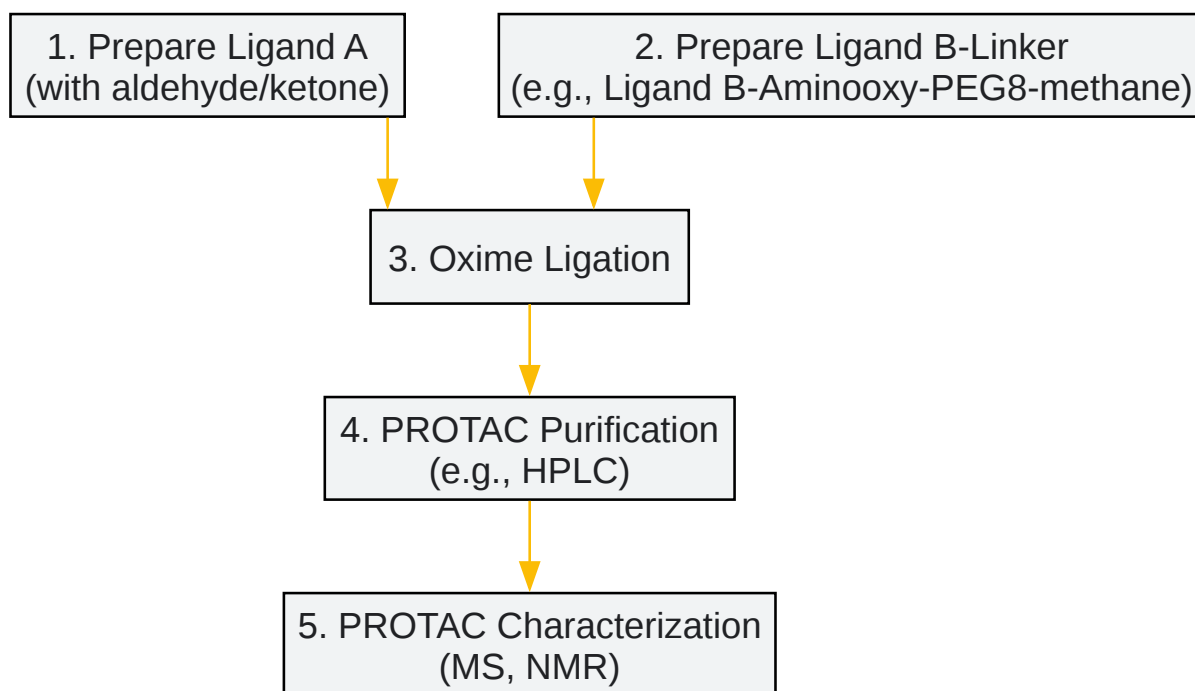 1. Prepare Ligand A
(with aldehyde/ketone)
2. Prepare Ligand B-Linker
(e.g., Ligand B-Aminooxy-PEG8-methane)
3. Oxime Ligation
4. PROTAC Purification
(e.g., HPLC)
5. PROTAC Characterization
(MS, NMR)